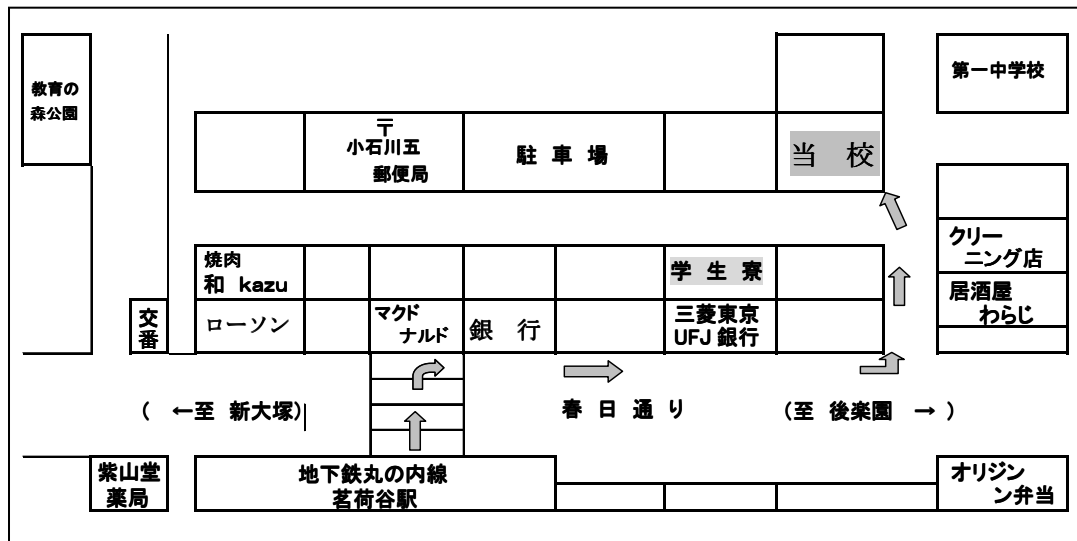 教育の
森公園
第一中学校
〒
小石川五
郵便局
駐 車 場
当 校
焼肉
和 kazu
学 生 寮
クリー
ニング店
交
番
ローソン
マクド
ナルド
銀 行
三菱東京
UFJ 銀行
居酒屋
わらじ
( ←至 新大塚)
春 日 通 り
(至 後楽園 → )
紫山堂
薬局
地下鉄丸の内線
茗荷谷駅
オリジン
ン弁当